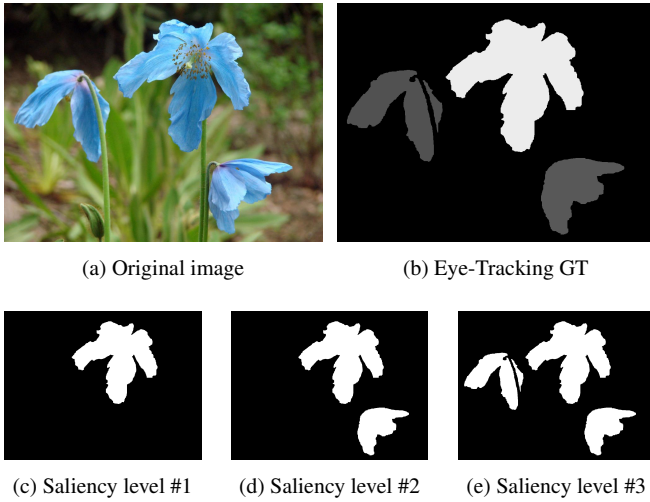 (a) Original image
(b) Eye-Tracking GT
(c) Saliency level #1
(d) Saliency level #2
(e) Saliency level #3